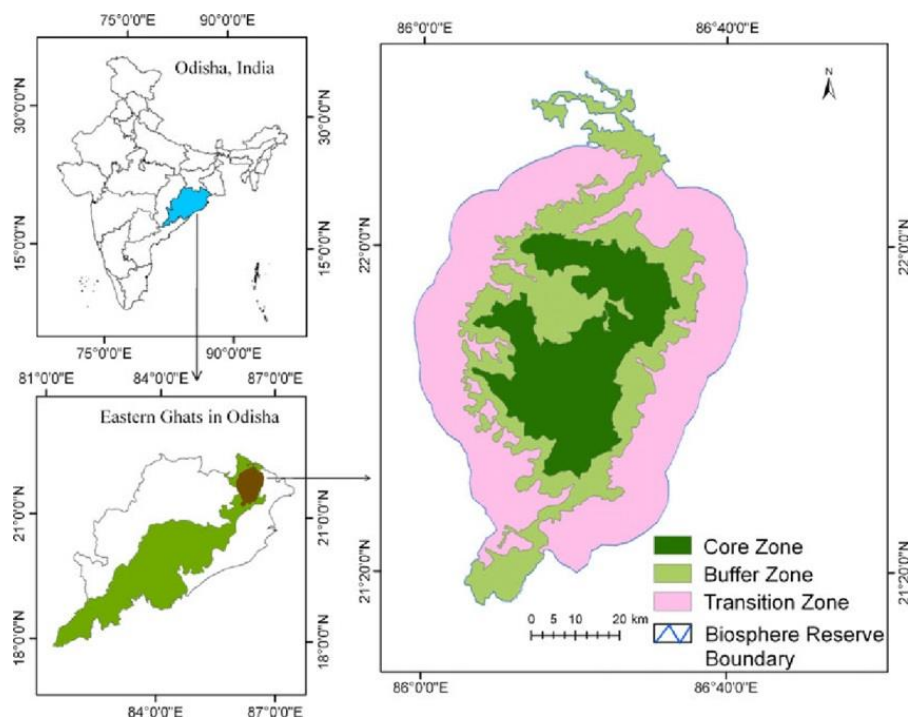 75°0'0"E 90°0'0"E
Odisha, India
30°0'0"N
30°0'0"N
15°0'0"N
15°0'0"N
75°0'0"E 90°0'0"E
81°0'0"E 84°0'0"E 87°0'0"E
Eastern Ghats in Odisha
21°0'0"N
21°0'0"N
18°0'0"N
18°0'0"N
84°0'0"E 87°0'0"E
86°0'0"E 86°40'0"E
N
22°0'0"N
22°0'0"N
21°20'0"N
21°20'0"N
Core Zone
Buffer Zone
Transition Zone
Biosphere Reserve
Boundary
0 5 10 20 km
86°0'0"E 86°40'0"E